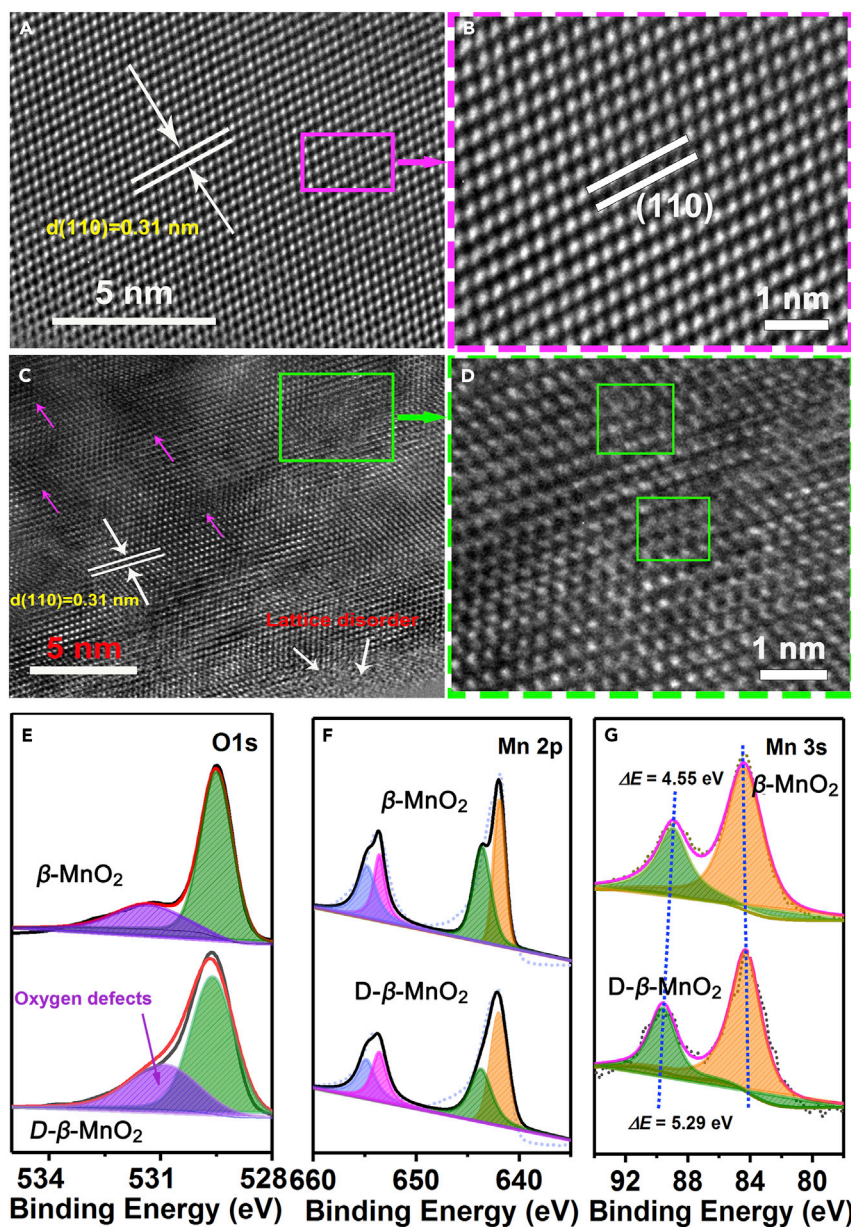 A
d(110)=0.31 nm
5 nm
B
(110)
1 nm
C
d(110)=0.31 nm
5 nm
Lattice disorder
D
1 nm
E
O1s
β-MnO₂
Oxygen defects
D-β-MnO₂
534 531 528
Binding Energy (eV)
F
Mn 2p
β-MnO₂
D-β-MnO₂
660 650 640
Binding Energy (eV)
G
Mn 3s
ΔE = 4.55 eV
β-MnO₂
D-β-MnO₂
ΔE = 5.29 eV
92 88 84 80
Binding Energy (eV)